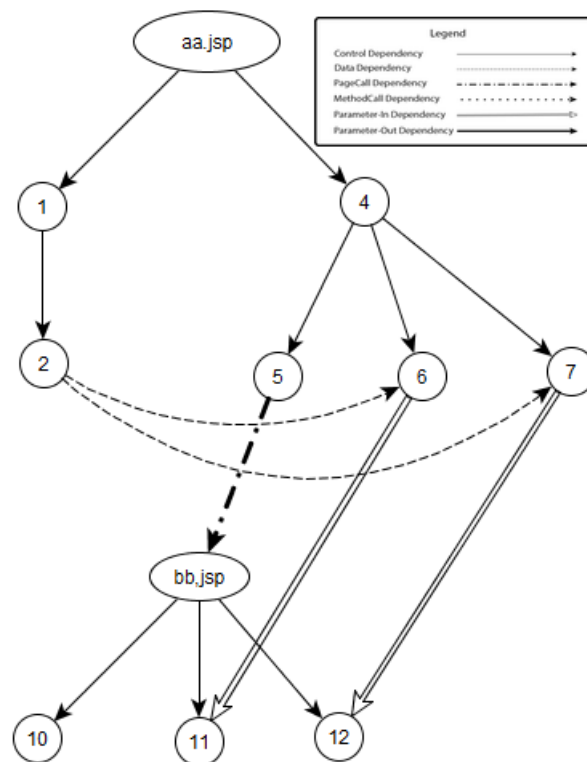 aa.jsp
Legend
Control Dependency
Data Dependency
PageCall Dependency
MethodCall Dependency
Parameter-In Dependency
Parameter-Out Dependency
1
4
2
5
6
7
bb,jsp
10
11
12